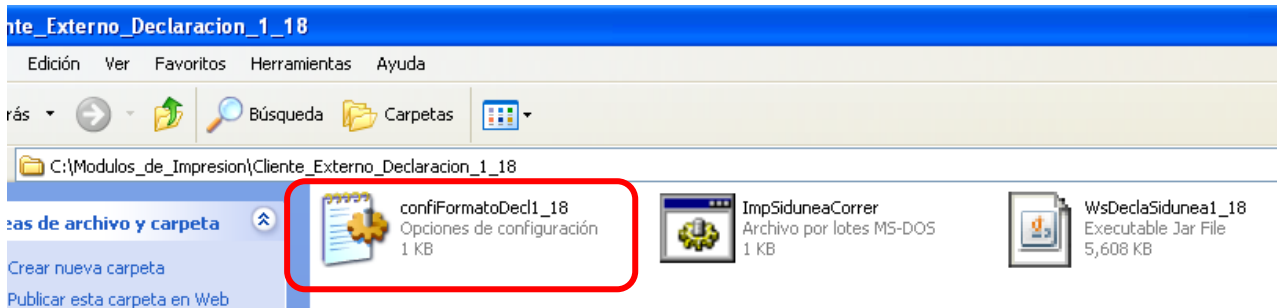 nte_Externo_Declaracion_1_18
Edición Ver Favoritos Herramientas Ayuda
rás Búsqueda Carpetas
C:\Modulos_de_Impresion\Cliente_Externo_Declaración_1_18
eas de archivo y carpeta
Crear nueva carpeta
Publicar esta carpeta en Web
confiFormatoDecl1_18
Opciones de configuración
1 KB
ImpSiduneaCorrer
Archivo por lotes MS-DOS
1 KB
WsDeclaSidunea1_18
Executable Jar File
5,608 KB